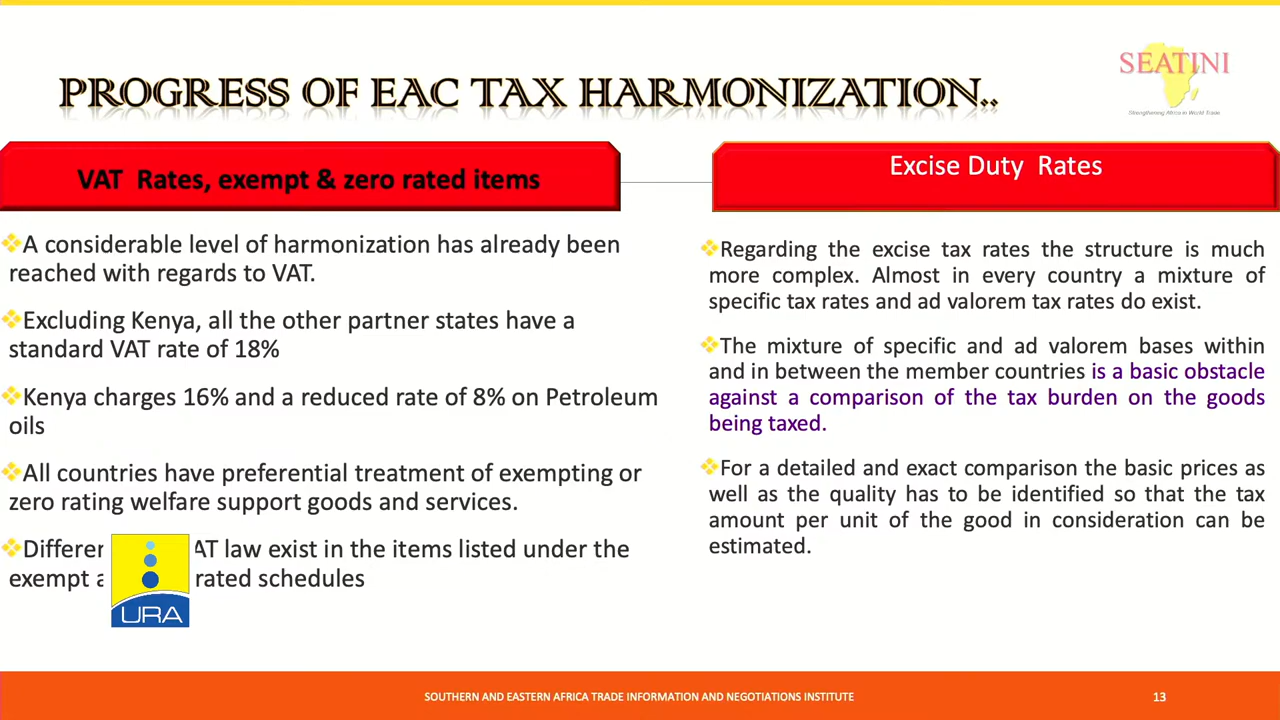 PROGRESS OF EAC TAX HARMONIZATION..
SEATINI
Strengthening Africa in World Trade
VAT Rates, exempt & zero rated items
A considerable level of harmonization has already been
reached with regards to VAT.
Excluding Kenya, all the other partner states have a
standard VAT rate of 18%
Kenya charges 16% and a reduced rate of 8% on Petroleum
oils
All countries have preferential treatment of exempting or
zero rating welfare support goods and services.
AT law exist in the items listed under the
exempt rated schedules
URA
Excise Duty Rates
Regarding the excise tax rates the structure is much
more complex. Almost in every country a mixture of
specific tax rates and ad valorem tax rates do exist.
The mixture of specific and ad valorem bases within
and in between the member countries is a basic obstacle
against a comparison of the tax burden on the goods
being taxed.
For a detailed and exact comparison the basic prices as
well as the quality has to be identified so that the tax
amount per unit of the good in consideration can be
estimated.
SOUTHERN AND EASTERN AFRICA TRADE INFORMATION AND NEGOTIATIONS INSTITUTE
13